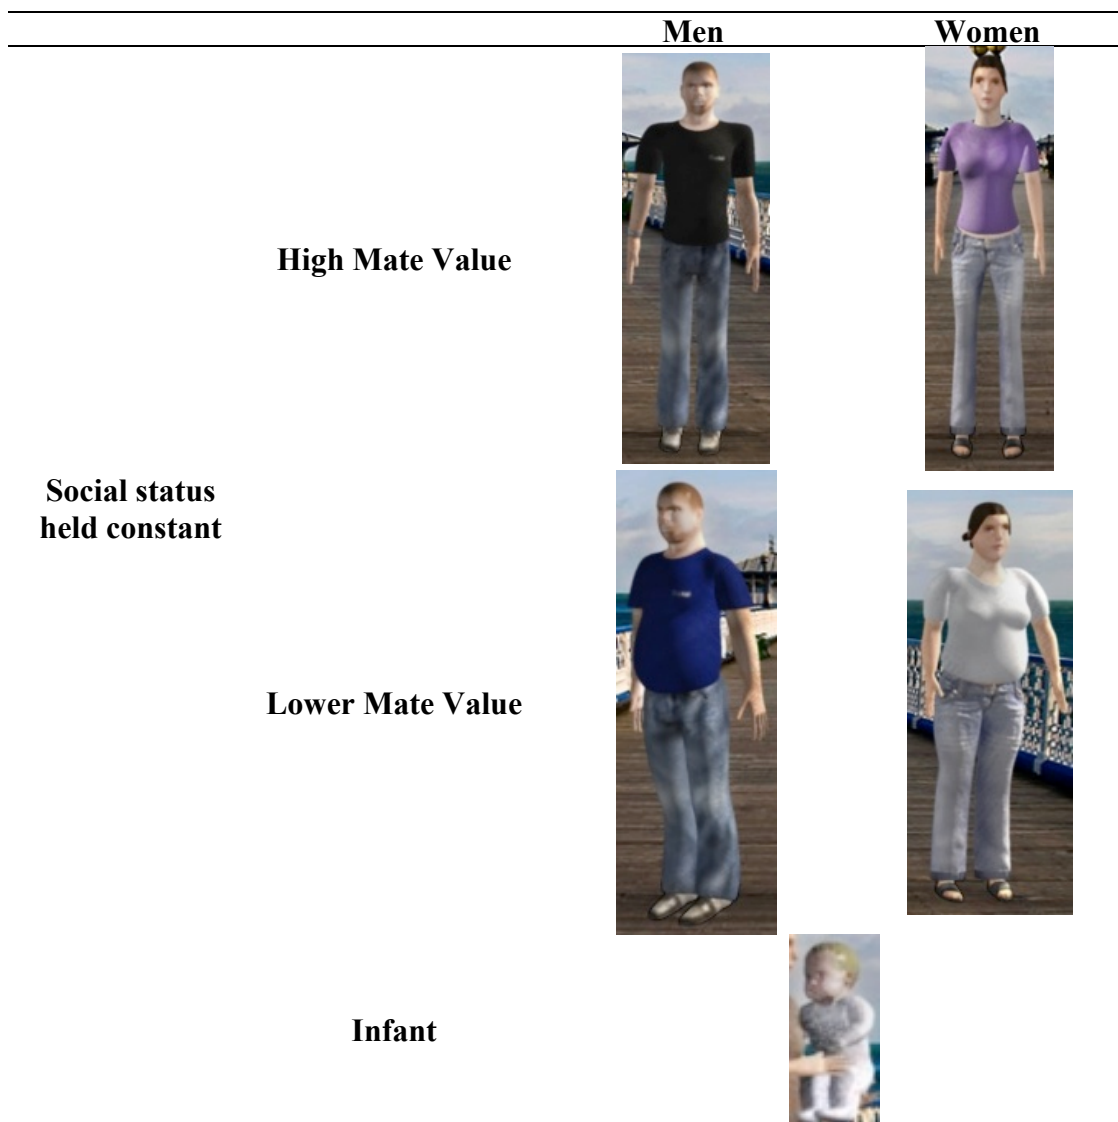 Men Women
High Mate Value
Social status
held constant
Lower Mate Value
Infant